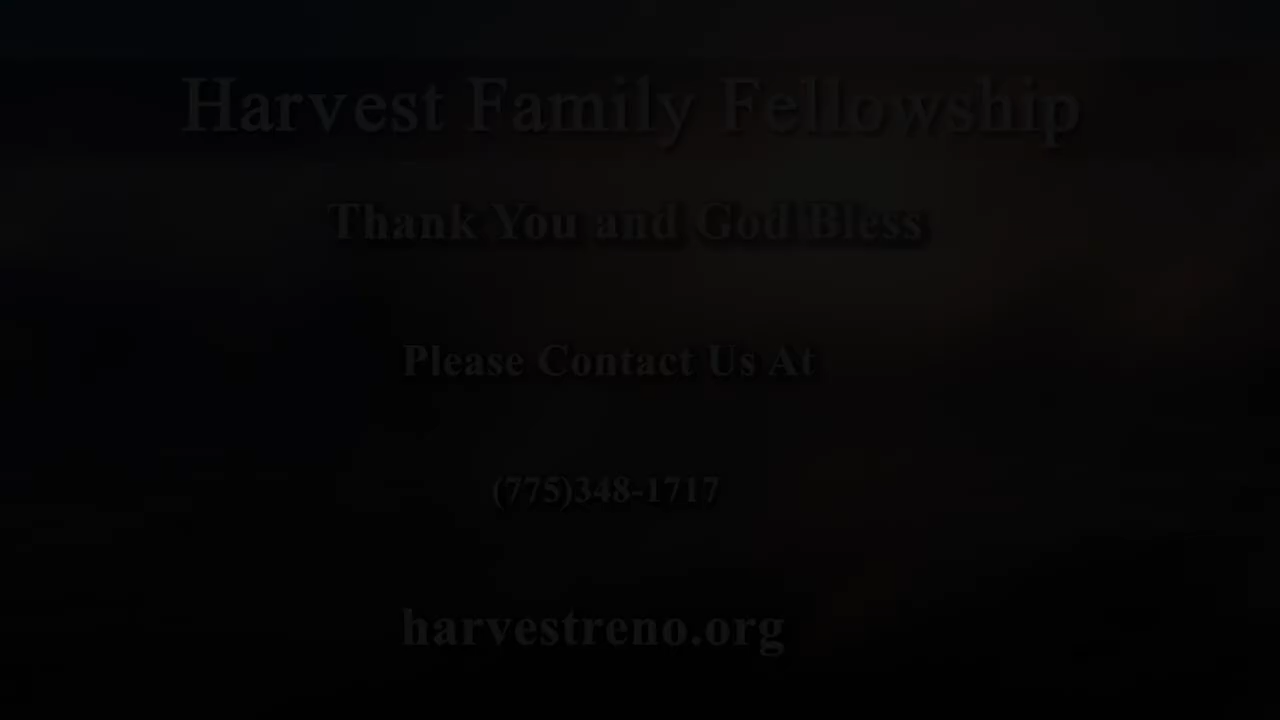 Harvest Family Fellowship
Thank You and God Bless
Please Contact Us At
(775)348-1717
harvestreno.org